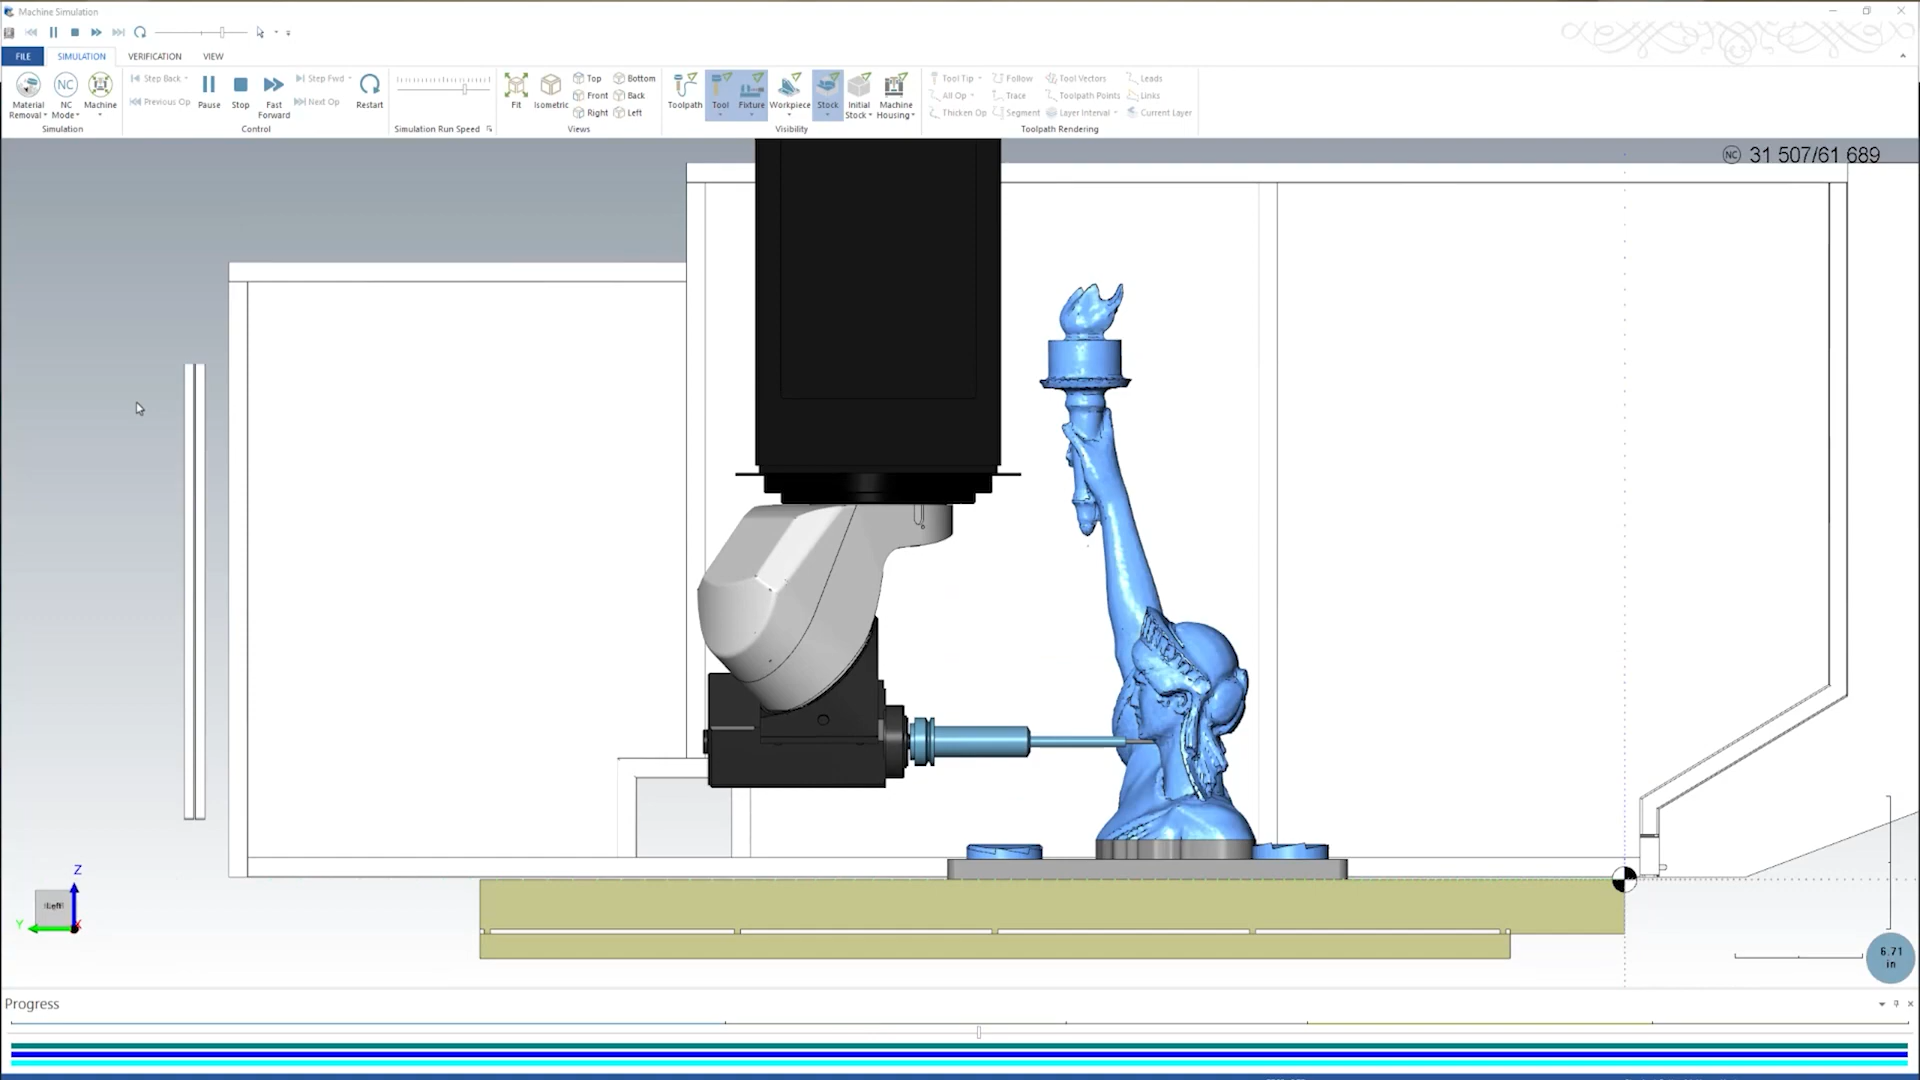 Machine Simulation
FILE SIMULATION VERIFICATION VIEW
Material Removal NC Mode Machine
Simulation
Step Back Previous Op Pause Stop Fast Forward Step Fwd Next Op Restart
Control
Simulation Run Speed
Fit Isometric Top Front Right Bottom Back Left
Views
Toolpath Tool Fixture Workpiece Stock Initial Stock Machine Housing
Visibility
Tool Tip Follow Tool Vectors Leads
All Op Trace Toolpath Points Links
Thicken Op Segment Layer Interval Current Layer
Toolpath Rendering
NC 31 507/61 689
Z
Y
X
Left
6.71
in
Progress